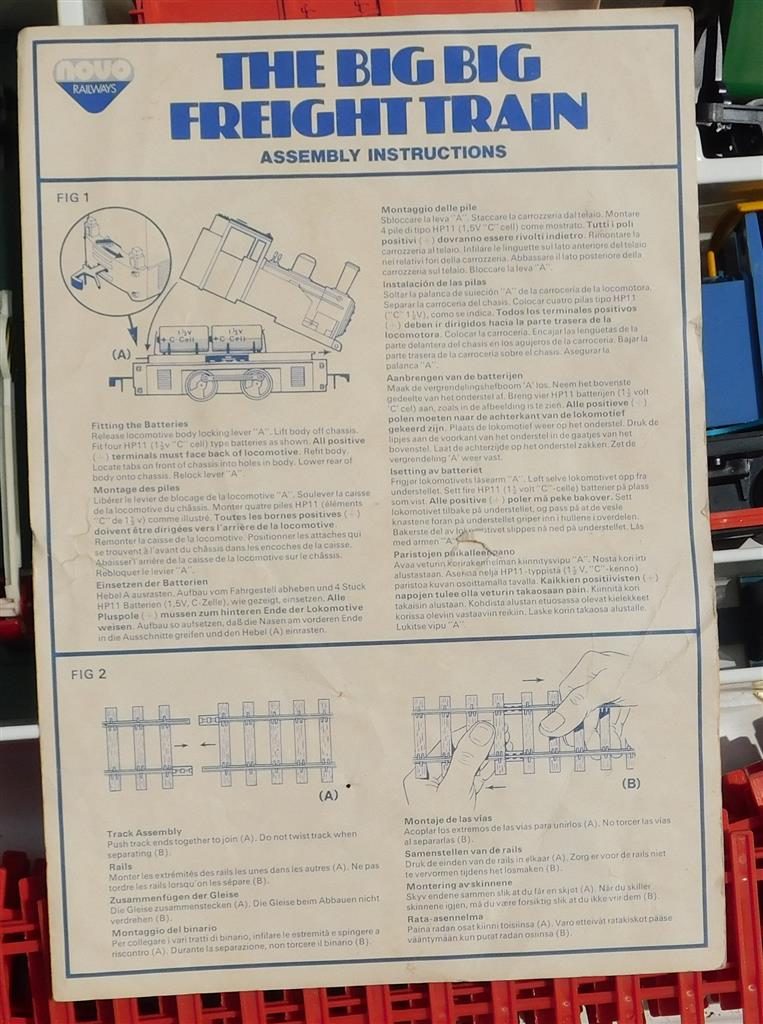 novo
RAILWAYS
THE BIG BIG
FREIGHT TRAIN
ASSEMBLY INSTRUCTIONS
FIG 1
(A)
1½V
+ C Cell
1½V
+ C Cell
Fitting the Batteries
Release locomotive body locking lever "A". Lift body off chassis.
Fit four HP11 (1½v "C" cell) type batteries as shown. All positive
(+) terminals must face back of locomotive. Refit body.
Locate tabs on front of chassis into holes in body. Lower rear of
body onto chassis. Relock lever "A".
Montage des piles
Libérer le levier de blocage de la locomotive "A". Soulever la caisse
de la locomotive du châssis. Monter quatre piles HP11 (éléments
"C" de 1½ v) comme illustré. Toutes les bornes positives (+)
doivent être dirigées vers l'arrière de la locomotive.
Remonter la caisse de la locomotive. Positionner les attaches qui
se trouvent à l'avant du châssis dans les encoches de la caisse.
Abaisser l'arrière de la caisse de la locomotive sur le châssis.
Rebloquer le levier "A".
Einsetzen der Batterien
Hebel A ausrasten. Aufbau vom Fahrgestell abheben und 4 Stuck
HP11 Batterien (1,5V, C-Zelle), wie gezeigt, einsetzen. Alle
Pluspole (+) müssen zum hinteren Ende der Lokomotive
weisen. Aufbau so aufsetzen, daß die Nasen am vorderen Ende
in die Ausschnitte greifen und den Hebel (A) einrasten.
Montaggio delle pile
Sbloccare la leva "A". Staccare la carrozzeria dal telaio. Montare
4 pile di tipo HP11 (1,5V "C" cell) come mostrato. Tutti i poli
positivi (+) dovranno essere rivolti indietro. Rimontare la
carrozzeria al telaio. Infilare le linguette sul lato anteriore del telaio
nei relativi fori della carrozzeria. Abbassare il lato posteriore della
carrozzeria sul telaio. Bloccare la leva "A".
Instalación de las pilas
Soltar la palanca de sujeción "A" de la carrocería de la locomotora.
Separar la carrocería del chasis. Colocar cuatro pilas tipo HP11
("C" 1½V), como se indica. Todos los terminales positivos
(+) deben ir dirigidos hacia la parte trasera de la
locomotora. Colocar la carrocería. Encajar las lengüetas de la
parte delantera del chasis en los agujeros de la carrocería. Bajar la
parte trasera de la carrocería sobre el chasis. Asegurar la
palanca "A".
Aanbrengen van de batterijen
Maak de vergrendelingshefboom 'A' los. Neem het bovenste
gedeelte van het onderstel af. Breng vier HP11 batterijen (1½ volt
'C' cel) aan, zoals in de afbeelding is te zien. Alle positieve (+)
polen moeten naar de achterkant van de lokomotief
gekeerd zijn. Plaats de lokomotief weer op het onderstel. Druk de
lipjes aan de voorkant van het onderstel in de gaatjes van het
bovenstel. Laat de achterzijde op het onderstel zakken. Zet de
vergrendeling 'A' weer vast.
Isetting av batteriet
Frigjør lokomotivets låsearm "A". Løft selve lokomotivet opp fra
understellet. Sett fire HP11 (1½ volt "C"-celle) batterier på plass
som vist. Alle positive (+) poler må peke bakover. Sett
lokomotivet tilbake på understellet, og pass på at de vesle
knastene foran på understellet griper inn i hullene i overdelen.
Bakerste del av lokomotivet slippes nå ned på understellet. Lås
med armen "A".
Paristojen paikalleenpano
Avaa veturin korirakennelman kiinnitysvipu "A". Nosta kori irti
alustastaan. Asenna neljä HP11-tyyppistä (1½ V, "C"-kenno)
paristoa kuvan osoittamalla tavalla. Kaikkien positiivisten (+)
napojen tulee olla veturin takaosaan päin. Kiinnitä kori
takaisin alustaan. Kohdista alustan etuosassa olevat kielekkeet
korissa oleviin vastaaviin reikiin. Laske korin takaosa alustalle.
Lukitse vipu "A".
FIG 2
(A)
(B)
Track Assembly
Push track ends together to join (A). Do not twist track when
separating (B).
Rails
Monter les extrémités des rails les unes dans les autres (A). Ne pas
tordre les rails lorsqu'on les sépare (B).
Zusammenfügen der Gleise
Die Gleise zusammenstecken (A). Die Gleise beim Abbauen nicht
verdrehen (B).
Montaggio del binario
Per collegare i vari tratti di binario, infilare le estremità e spingere a
riscontro (A). Durante la separazione, non torcere il binario (B).
Montaje de las vías
Acoplar los extremos de las vías para unirlos (A). No torcer las vías
al separarlas (B).
Samenstellen van de rails
Druk de einden van de rails in elkaar (A). Zorg er voor de rails niet
te vervormen tijdens het losmaken (B).
Montering av skinnene
Skyv endene sammen slik at du får en skjøt (A). Når du skiller
skinnene igjen, må du være forsiktig slik at du ikke vrir dem (B).
Rata-asennelma
Paina radan osat kiinni toisiinsa (A). Varo etteivät ratakiskot pääse
vääntymään kun purat radan osiinsa (B).